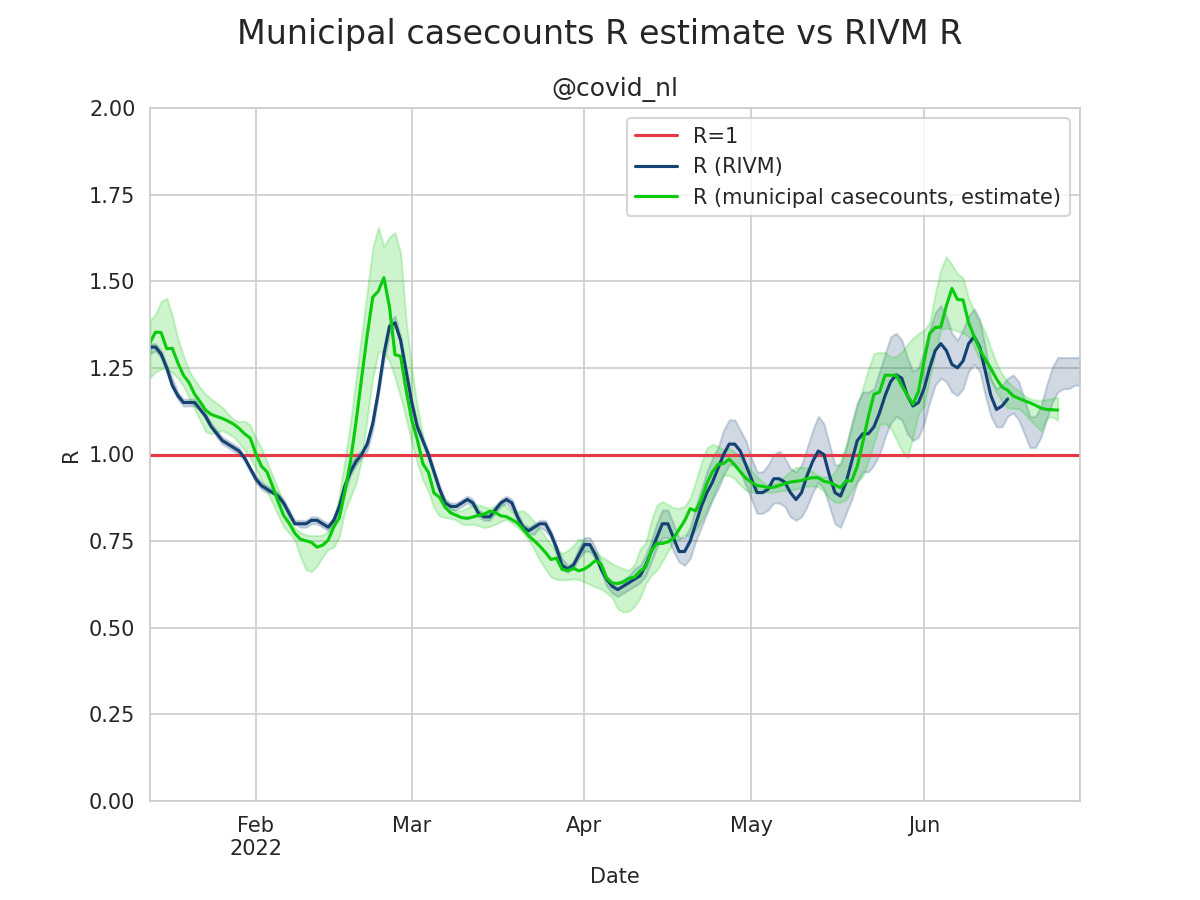 Municipal casecounts R estimate vs RIVM R
@covid_nl
R=1
R (RIVM)
R (municipal casecounts, estimate)
2.00
1.75
1.50
1.25
1.00
0.75
0.50
0.25
0.00
R
Feb
2022
Mar
Apr
May
Jun
Date